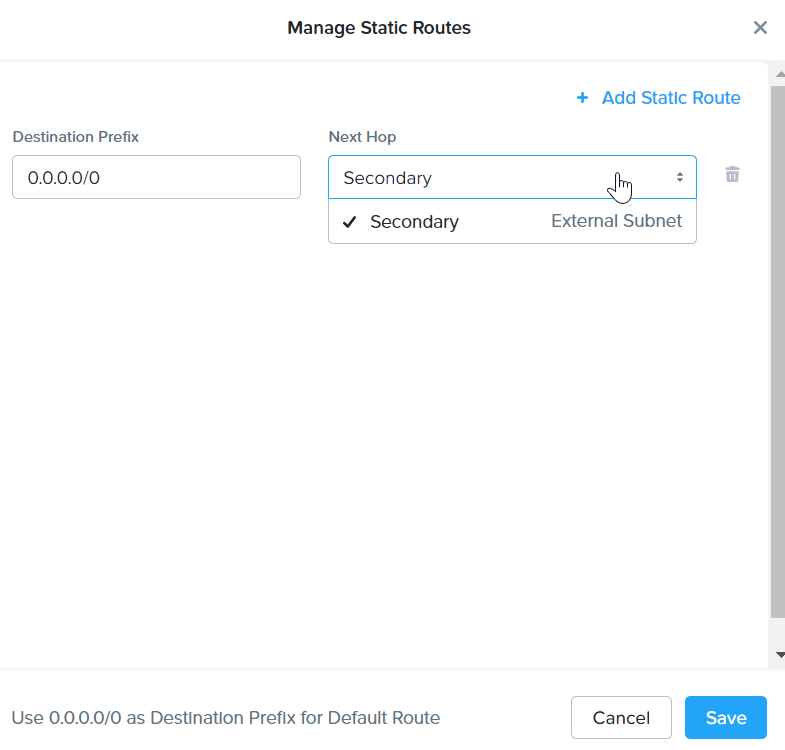 Manage Static Routes
+ Add Static Route
Destination Prefix
Next Hop
0.0.0.0/0
Secondary
Secondary
External Subnet
Use 0.0.0.0/0 as Destination Prefix for Default Route
Cancel
Save